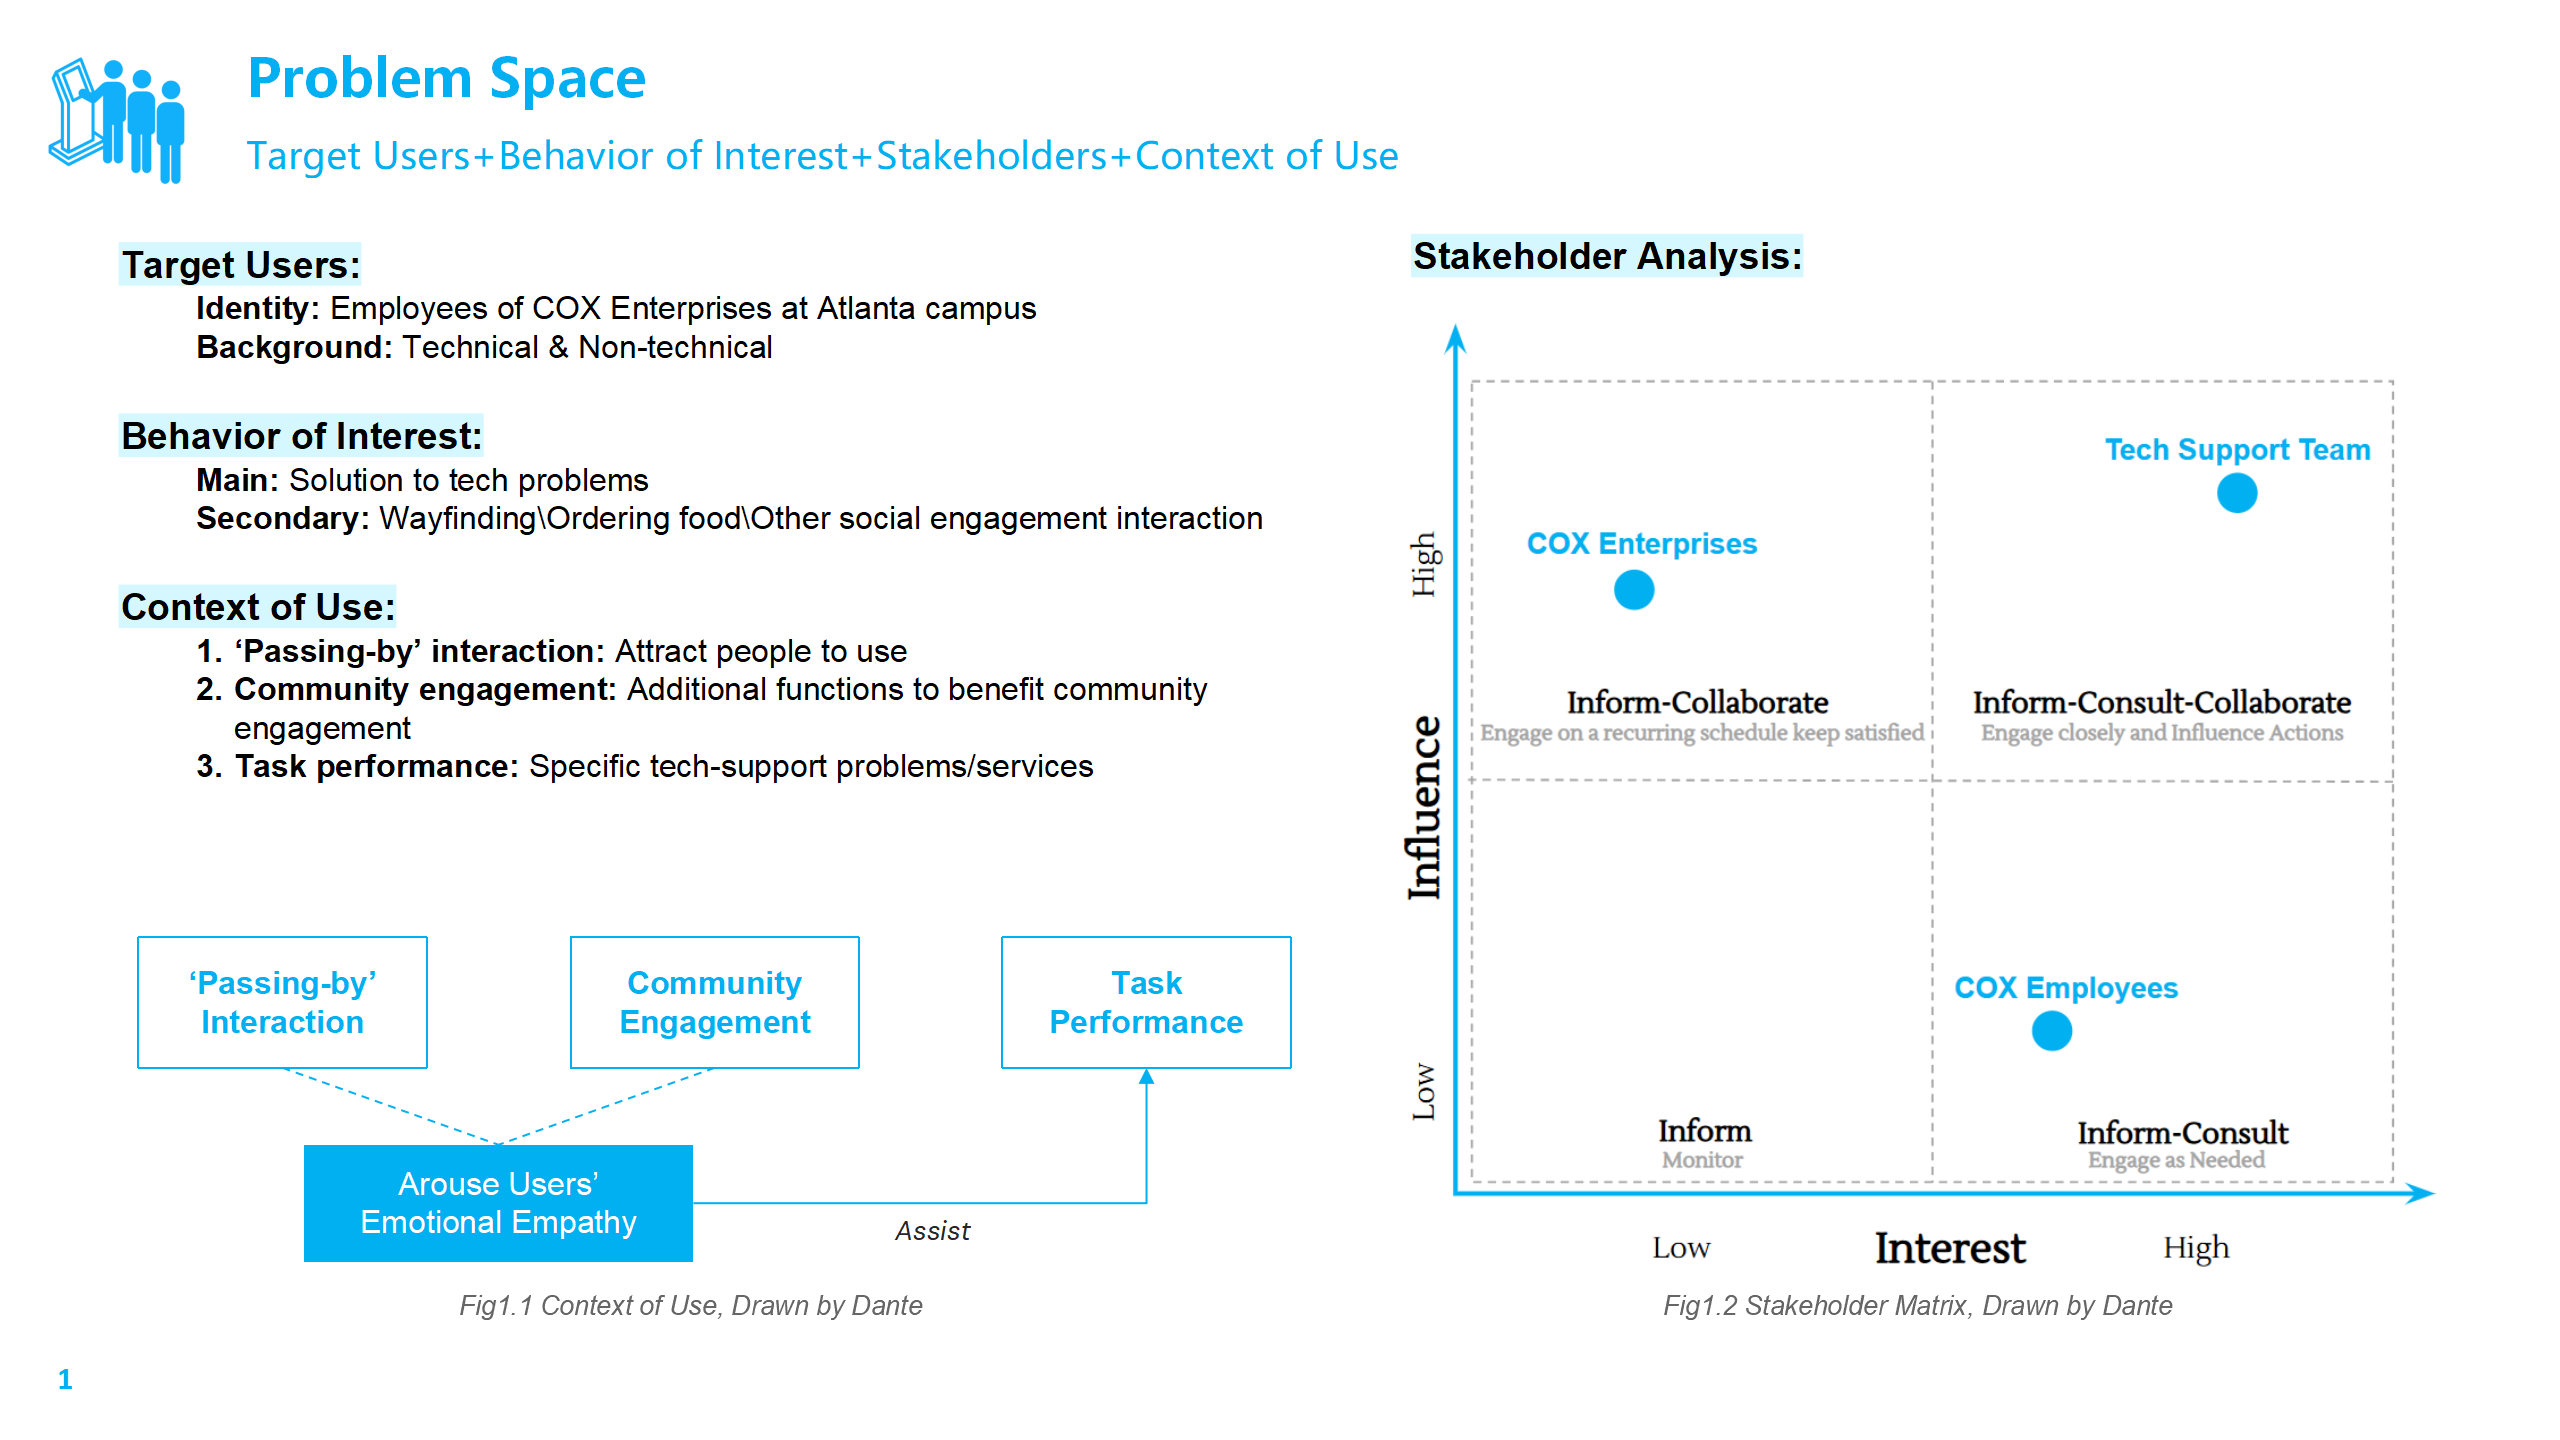 Problem Space
Target Users+Behavior of Interest+Stakeholders+Context of Use
Target Users:
Identity: Employees of COX Enterprises at Atlanta campus
Background: Technical & Non-technical
Behavior of Interest:
Main: Solution to tech problems
Secondary: Wayfinding\Ordering food\Other social engagement interaction
Context of Use:
1. ‘Passing-by’ interaction: Attract people to use
2. Community engagement: Additional functions to benefit community
engagement
3. Task performance: Specific tech-support problems/services
‘Passing-by’
Interaction
Community
Engagement
Task
Performance
Arouse Users’
Emotional Empathy
Assist
Fig1.1 Context of Use, Drawn by Dante
Stakeholder Analysis:
Tech Support Team
COX Enterprises
High
Inform-Collaborate
Engage on a recurring schedule keep satisfied
Inform-Consult-Collaborate
Engage closely and Influence Actions
Influence
COX Employees
Low
Inform
Monitor
Inform-Consult
Engage as Needed
Low
Interest
High
Fig1.2 Stakeholder Matrix, Drawn by Dante
1